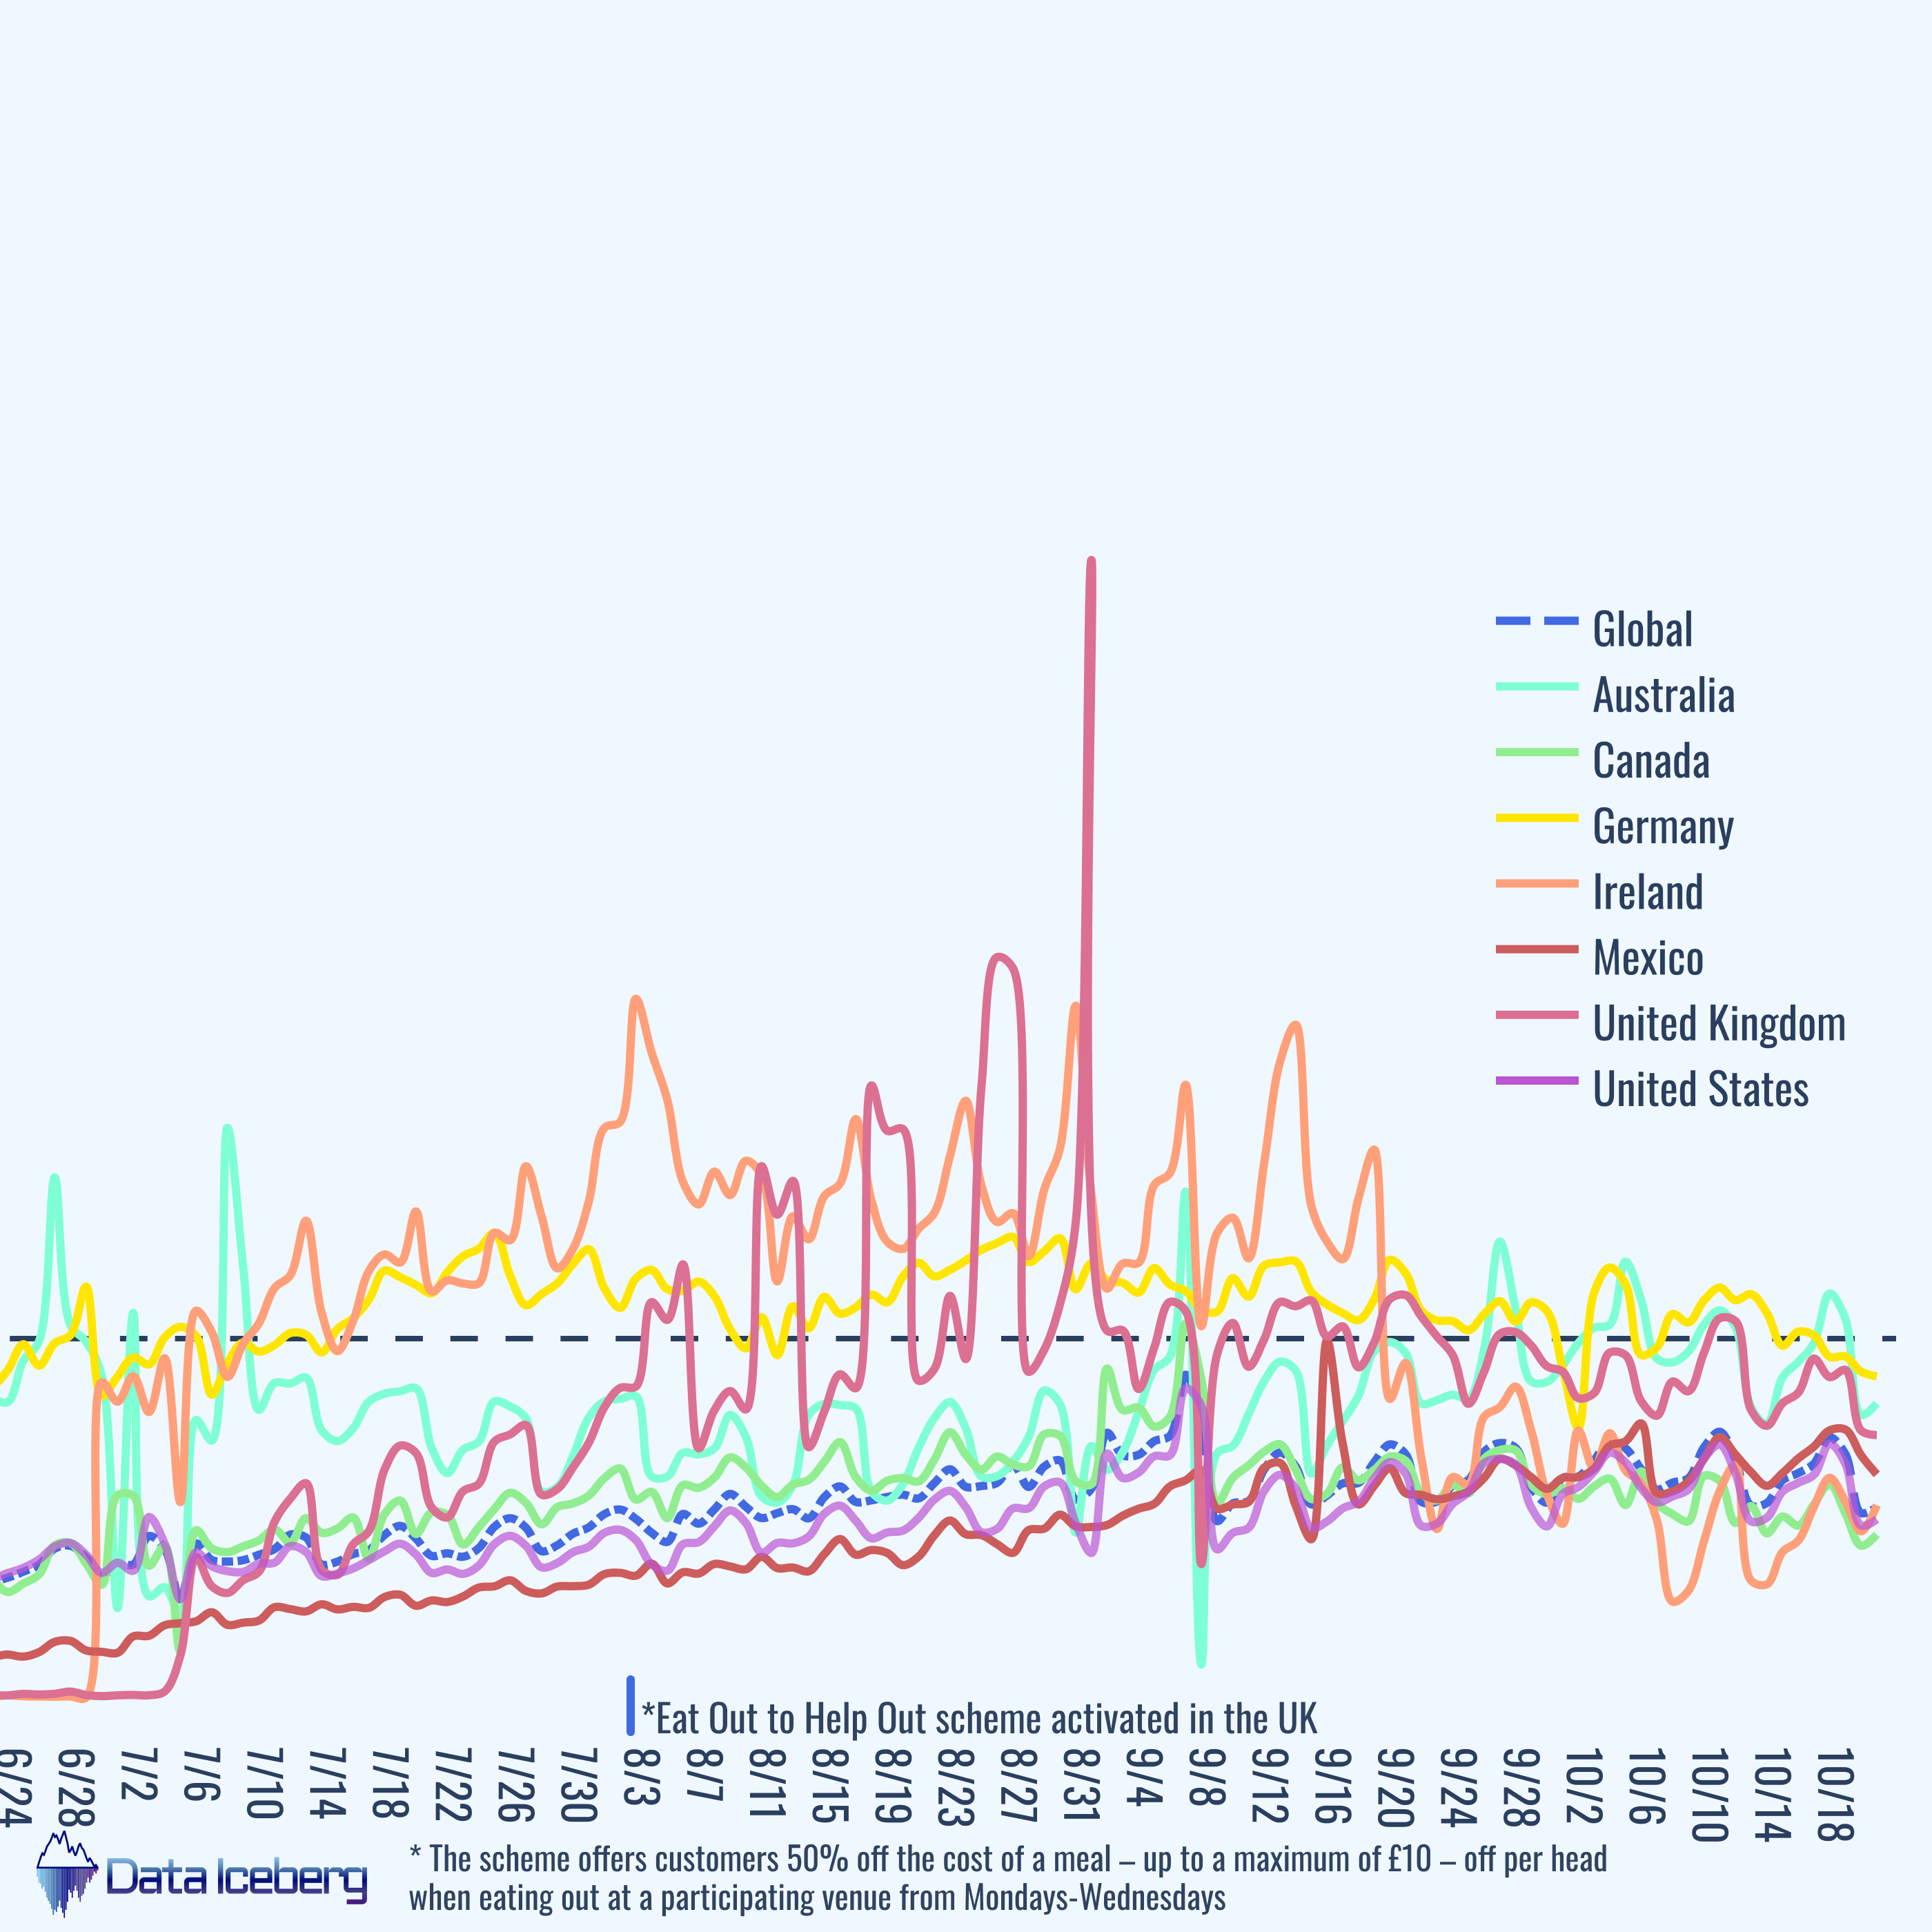 Global
Australia
Canada
Germany
Ireland
Mexico
United Kingdom
United States
*Eat Out to Help Out scheme activated in the UK
6/24
6/28
7/2
7/6
7/10
7/14
7/18
7/22
7/26
7/30
8/3
8/7
8/11
8/15
8/19
8/23
8/27
8/31
9/4
9/8
9/12
9/16
9/20
9/24
9/28
10/2
10/6
10/10
10/14
10/18
Data Iceberg
* The scheme offers customers 50% off the cost of a meal – up to a maximum of £10 – off per head
when eating out at a participating venue from Mondays-Wednesdays